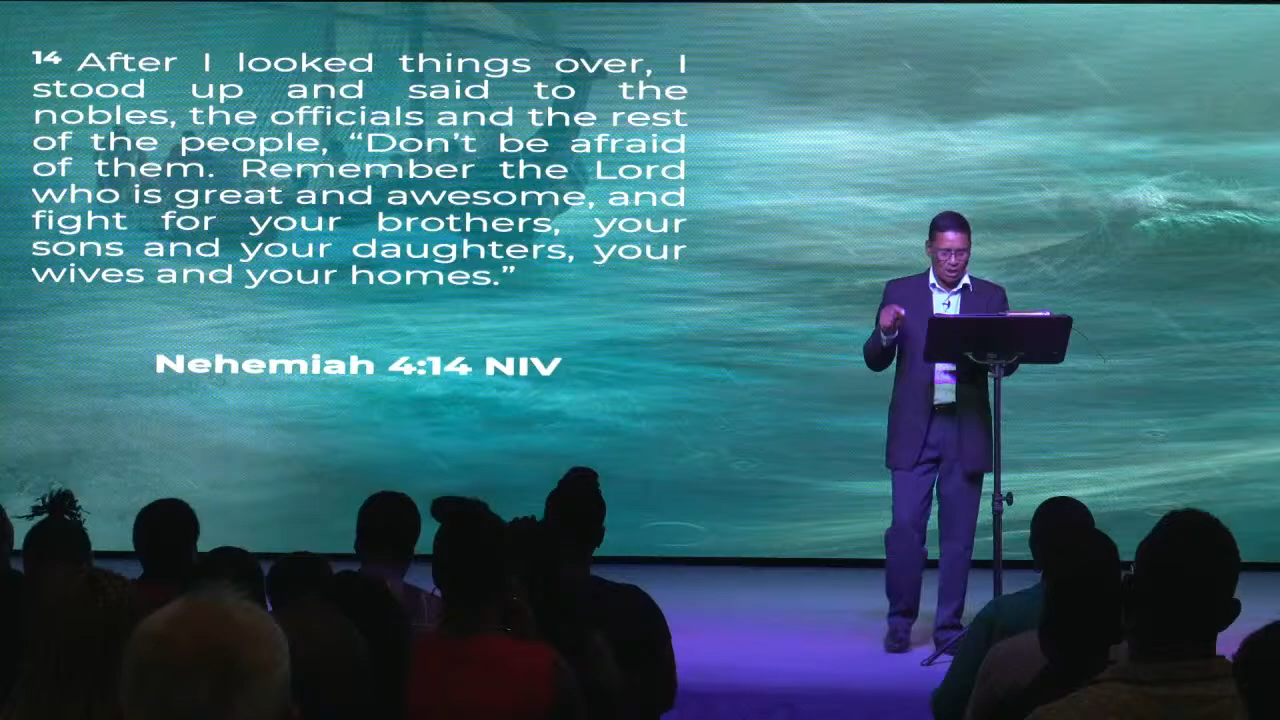 14 After I looked things over, I
stood up and said to the
nobles, the officials and the rest
of the people, “Don’t be afraid
of them. Remember the Lord
who is great and awesome, and
fight for your brothers, your
sons and your daughters, your
wives and your homes.”
Nehemiah 4:14 NIV